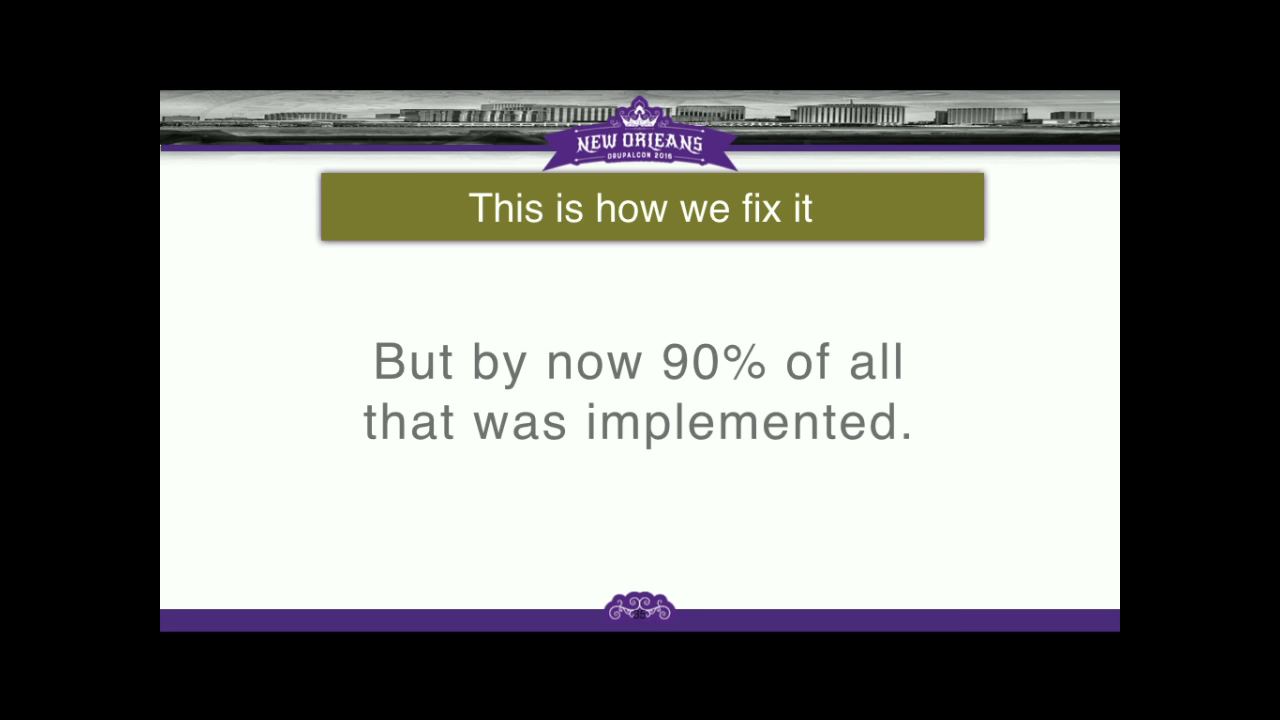 NEW ORLEANS
DRUPALCON 2016
This is how we fix it
But by now 90% of all
that was implemented.